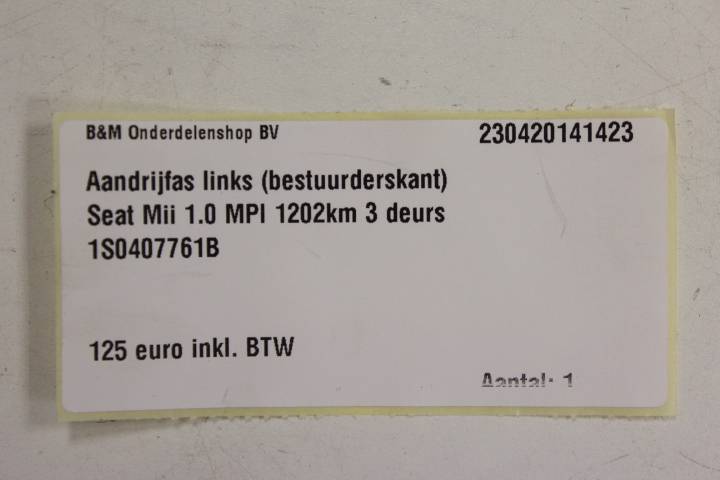 B&M Onderdelenshop BV 230420141423
Aandrijfas links (bestuurderskant)
Seat Mii 1.0 MPI 1202km 3 deurs
1S0407761B
125 euro inkl. BTW
Aantal: 1